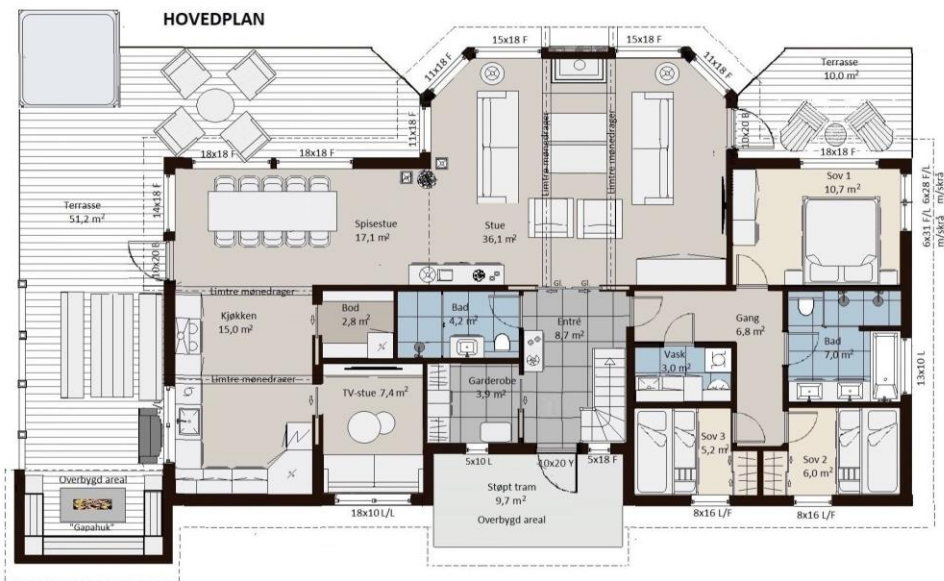 HOVEDPLAN
15x18 F
15x18 F
11x18 F
11x18 F
Terrasse
10,0 m²
11x18 F
10x20 B
18x18 F
18x18 F
18x18 F
Limtre mønedrager
Limtre mønedrager
Sov 1
10,7 m²
6x31 F/L 6x28 F/L
m/skrå m/skrå
14x18 F
Terrasse
51,2 m²
Spisestue
17,1 m²
Stue
36,1 m²
10x20 B
Limtre mønedrager
Gl
Gl
Kjøkken
15,0 m²
Bod
2,8 m²
Bad
4,2 m²
Entré
8,7 m²
Gang
6,8 m²
Bad
7,0 m²
Vask
3,0 m²
13x10 L
Limtre mønedrager
TV-stue 7,4 m²
Garderobe
3,9 m²
Sov 3
5,2 m²
Sov 2
6,0 m²
5x10 L
10x20 Y
5x18 F
Overbygd areal
"Gapahuk"
18x10 L/L
Støpt tram
9,7 m²
Overbygd areal
8x16 L/F
8x16 L/F